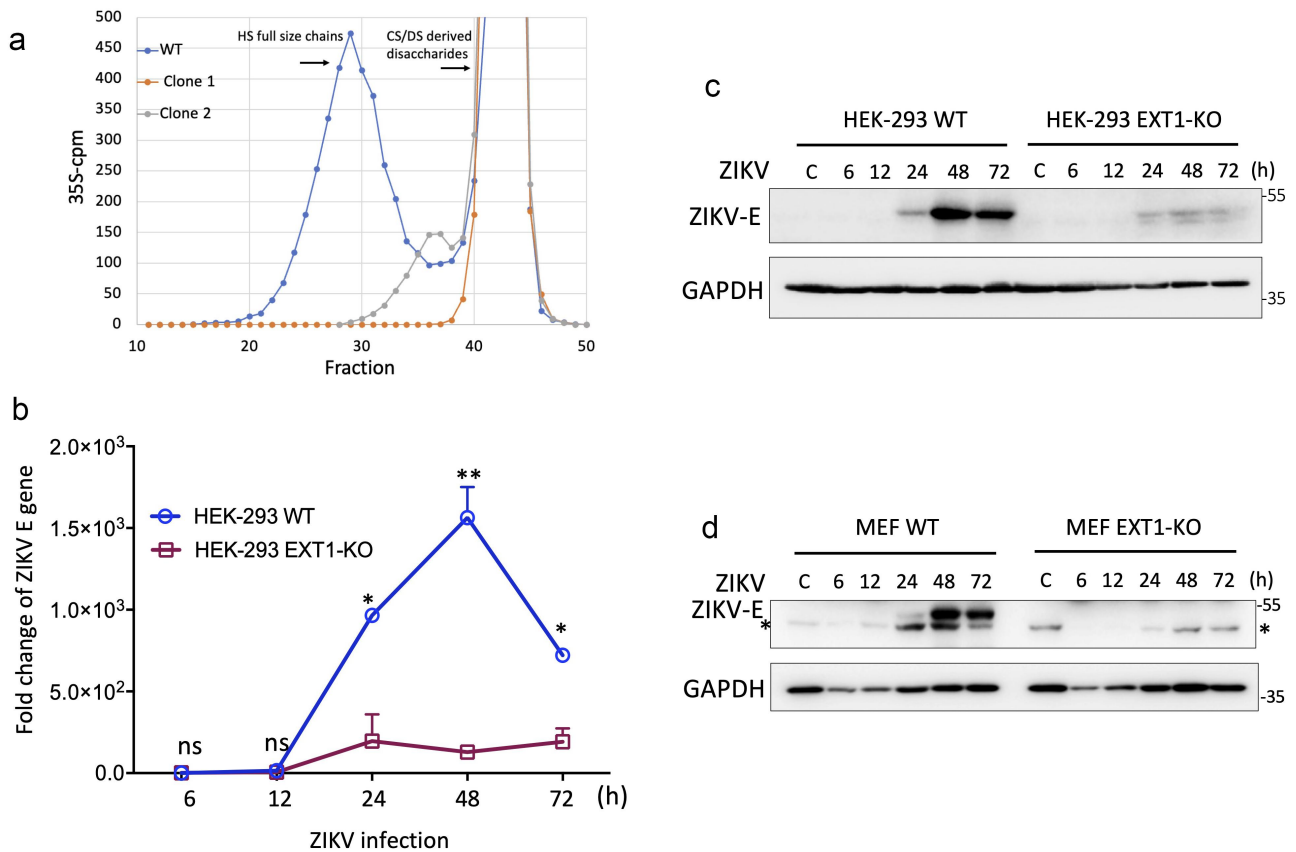 a
500
450
400
350
300
250
200
150
100
50
0
35S-cpm
WT
Clone 1
Clone 2
HS full size chains
CS/DS derived
disaccharides
10 20 30 40 50
Fraction
b
2.0×10³
1.5×10³
1.0×10³
5.0×10²
0.0
Fold change of ZIKV E gene
HEK-293 WT
HEK-293 EXT1-KO
ns ns * ** *
6 12 24 48 72 (h)
ZIKV infection
c
HEK-293 WT HEK-293 EXT1-KO
ZIKV C 6 12 24 48 72 C 6 12 24 48 72 (h)
ZIKV-E -55
GAPDH -35
d
MEF WT MEF EXT1-KO
ZIKV C 6 12 24 48 72 C 6 12 24 48 72 (h)
ZIKV-E -55
* *
GAPDH -35